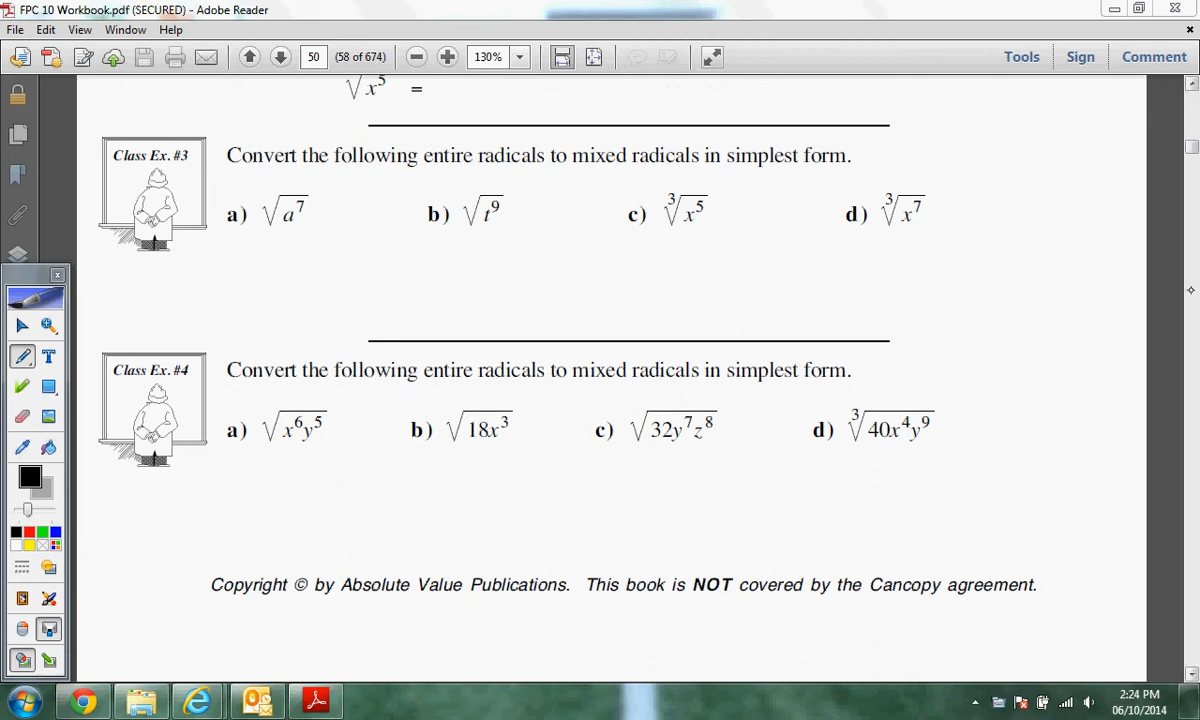 FPC 10 Workbook.pdf (SECURED) - Adobe Reader
File Edit View Window Help
50 (58 of 674) 130% Tools Sign Comment
√x⁵ =
Class Ex. #3
Convert the following entire radicals to mixed radicals in simplest form.
a) √a⁷ b) √t⁹ c) ³√x⁵ d) ³√x⁷
Class Ex. #4
Convert the following entire radicals to mixed radicals in simplest form.
a) √x⁶y⁵ b) √18x³ c) √32y⁷z⁸ d) ³√40x⁴y⁹
Copyright © by Absolute Value Publications. This book is NOT covered by the Cancopy agreement.
2:24 PM
06/10/2014